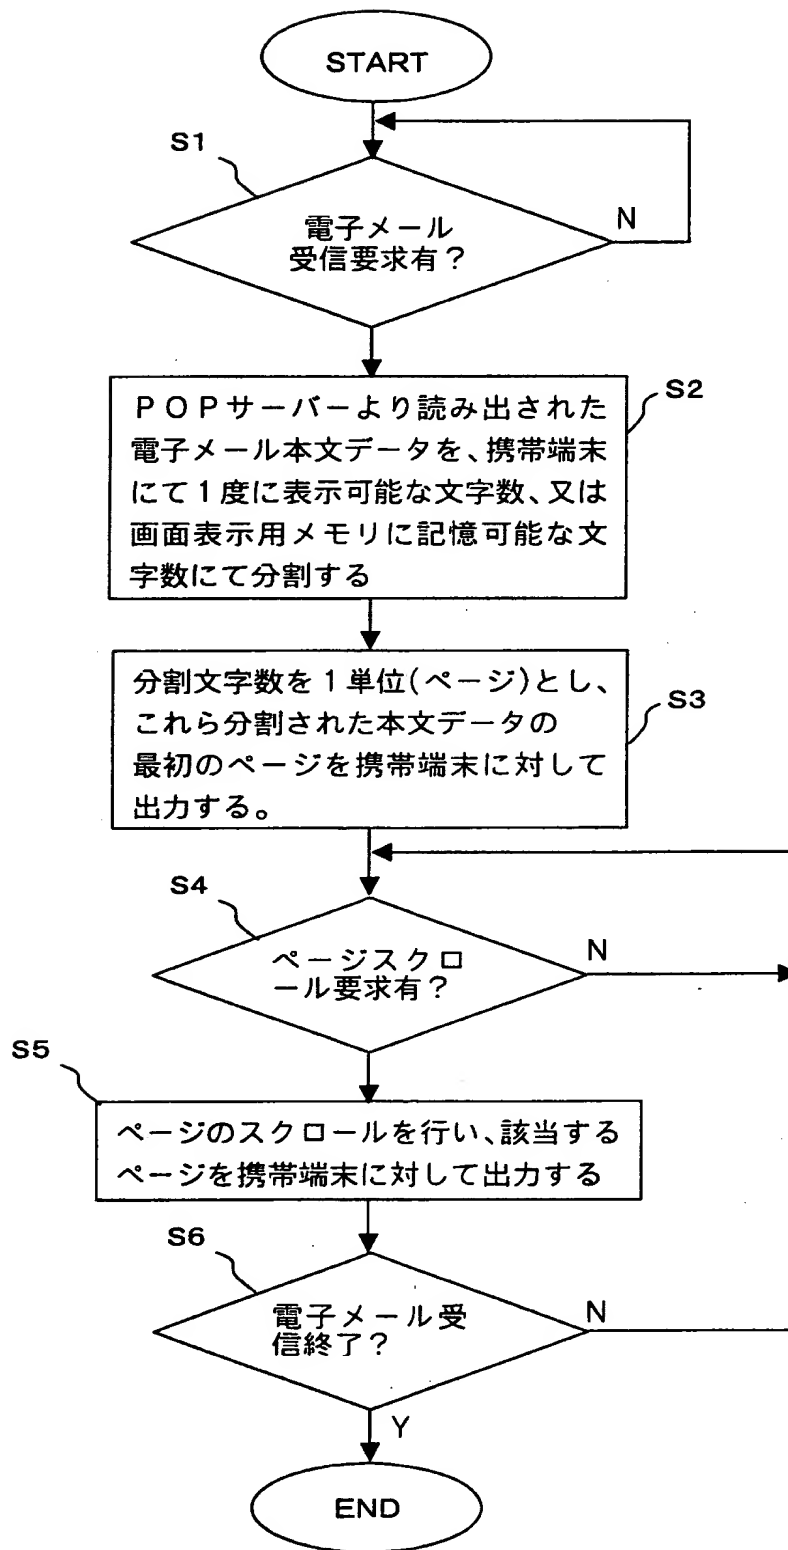 START
S1
電子メール
受信要求有?
N
S2
POPサーバーより読み出された
電子メール本文データを、携帯端末
にて1度に表示可能な文字数、又は
画面表示用メモリに記憶可能な文
字数にて分割する
分割文字数を1単位(ページ)とし、
これら分割された本文データの
最初のページを携帯端末に対して
出力する。
S3
S4
ページスクロ
ール要求有?
N
S5
ページのスクロールを行い、該当する
ページを携帯端末に対して出力する
S6
電子メール受
信終了?
N
Y
END